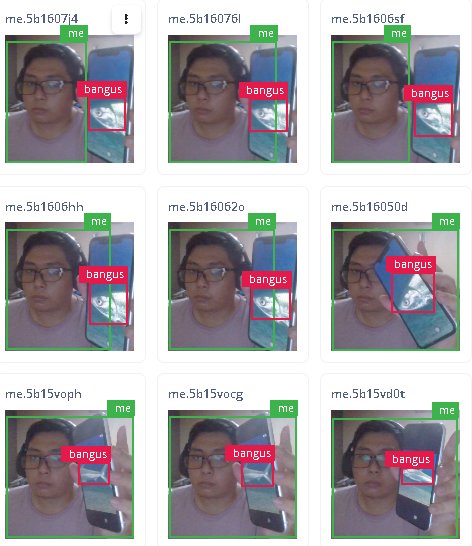 me.5b1607j4
me.5b16076l
me.5b1606sf
me
me
me
bangus
bangus
bangus
me.5b1606hh
me.5b16062o
me.5b16050d
me
me
me
bangus
bangus
bangus
me.5b15voph
me.5b15vocg
me.5b15vd0t
me
me
me
bangus
bangus
bangus